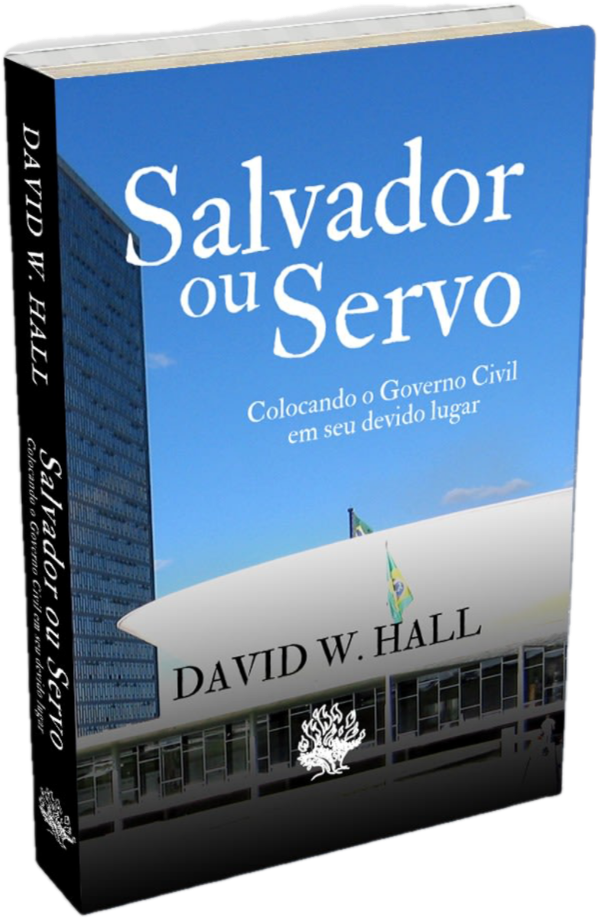 Salvador
ou Servo
Colocando o Governo Civil
em seu devido lugar
DAVID W. HALL
DAVID W. HALL
Salvador ou Servo
Colocando o Governo Civil em seu devido lugar